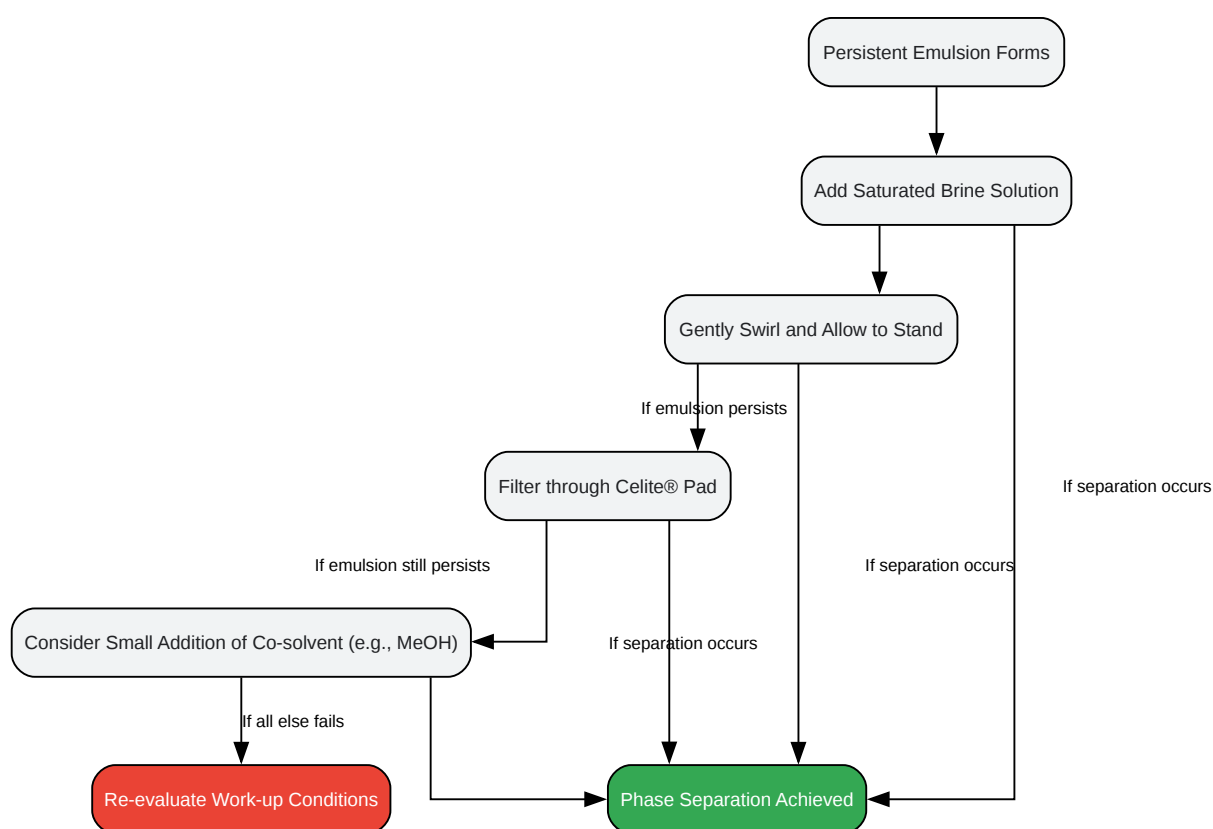 Persistent Emulsion Forms
Add Saturated Brine Solution
Gently Swirl and Allow to Stand
If emulsion persists
Filter through Celite® Pad
If separation occurs
If emulsion still persists
If separation occurs
Consider Small Addition of Co-solvent (e.g., MeOH)
If separation occurs
If all else fails
Re-evaluate Work-up Conditions
Phase Separation Achieved